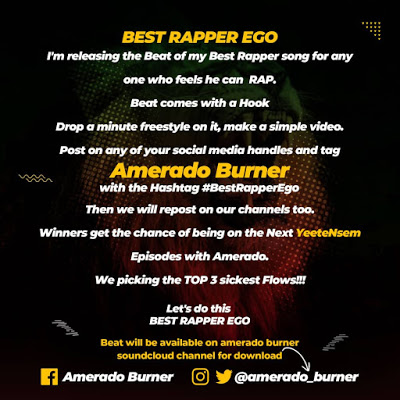 BEST RAPPER EGO
I'm releasing the Beat of my Best Rapper song for any
one who feels he can RAP.
Beat comes with a Hook
Drop a minute freestyle on it, make a simple video.
Post on any of your social media handles and tag
Amerado Burner
with the Hashtag #BestRapperEgo
Then we will repost on our channels too.
Winners get the chance of being on the Next YeeteNsem
Episodes with Amerado.
We picking the TOP 3 sickest Flows!!!
Let's do this
BEST RAPPER EGO
Beat will be available on amerado burner
soundcloud channel for download
Amerado Burner @amerado_burner